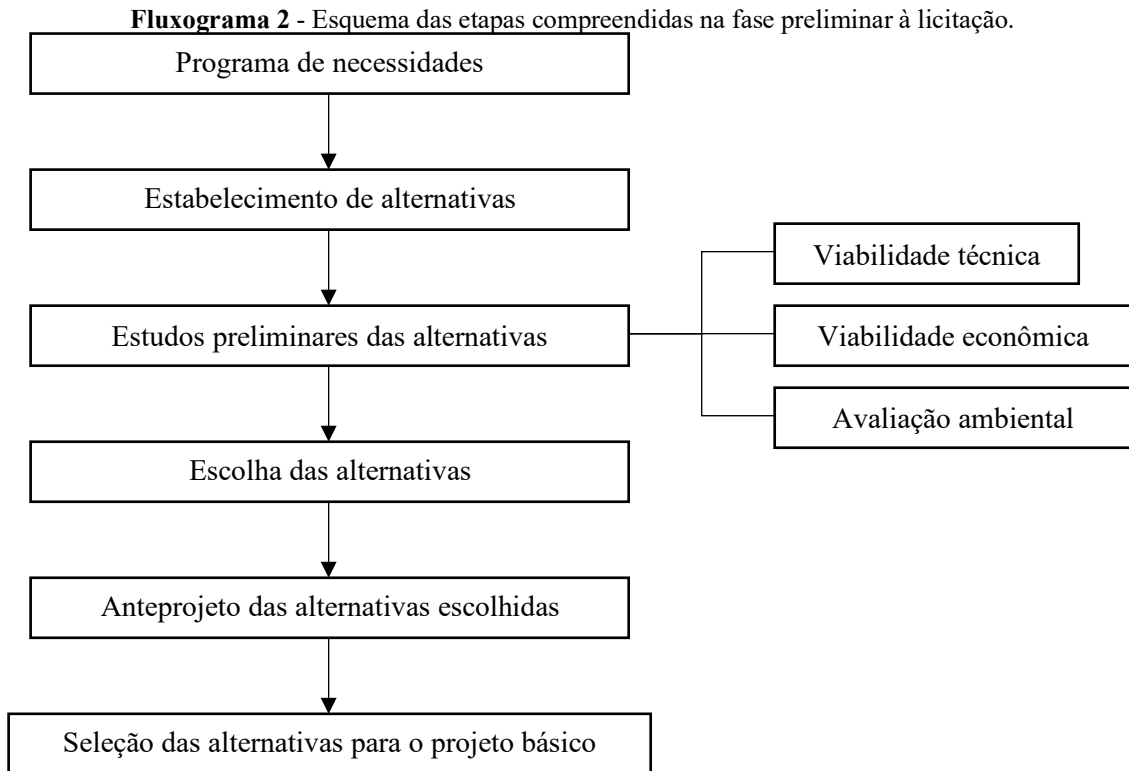 Fluxograma 2 - Esquema das etapas compreendidas na fase preliminar à licitação.
Programa de necessidades
Estabelecimento de alternativas
Estudos preliminares das alternativas
Viabilidade técnica
Viabilidade econômica
Avaliação ambiental
Escolha das alternativas
Anteprojeto das alternativas escolhidas
Seleção das alternativas para o projeto básico